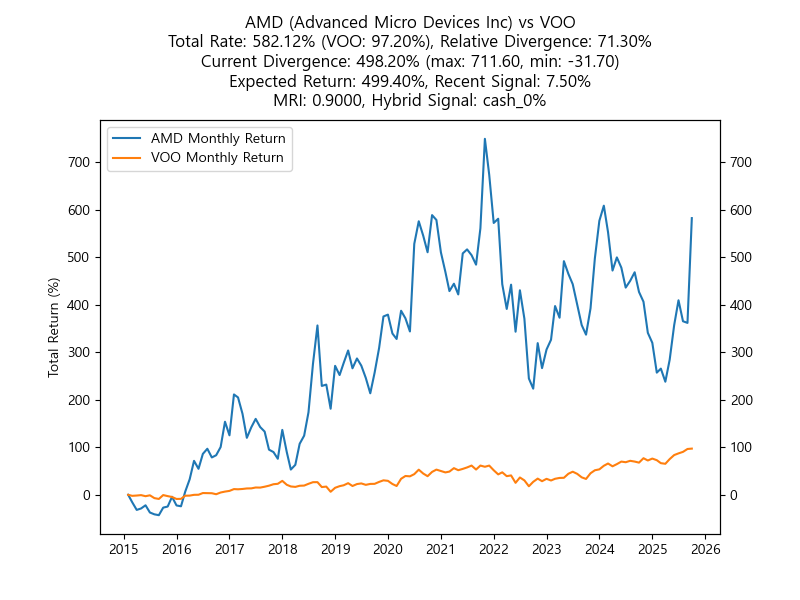 AMD (Advanced Micro Devices Inc) vs VOO
Total Rate: 582.12% (VOO: 97.20%), Relative Divergence: 71.30%
Current Divergence: 498.20% (max: 711.60, min: -31.70)
Expected Return: 499.40%, Recent Signal: 7.50%
MRI: 0.9000, Hybrid Signal: cash_0%
AMD Monthly Return
VOO Monthly Return
Total Return (%)
700
600
500
400
300
200
100
0
700
600
500
400
300
200
100
0
2015 2016 2017 2018 2019 2020 2021 2022 2023 2024 2025 2026